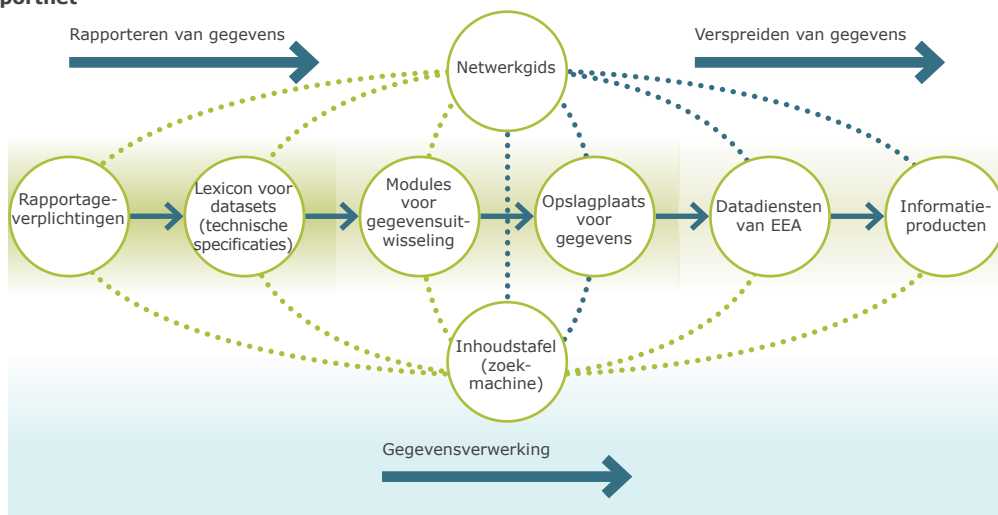 portnet
Rapporteren van gegevens
Verspreiden van gegevens
Netwerkgids
Rapportage-
verplichtingen
Lexicon voor
datasets
(technische
specificaties)
Modules
voor
gegevensuit-
wisseling
Opslagplaats
voor
gegevens
Datadiensten
van EEA
Informatie-
producten
Inhoudstafel
(zoek-
machine)
Gegevensverwerking